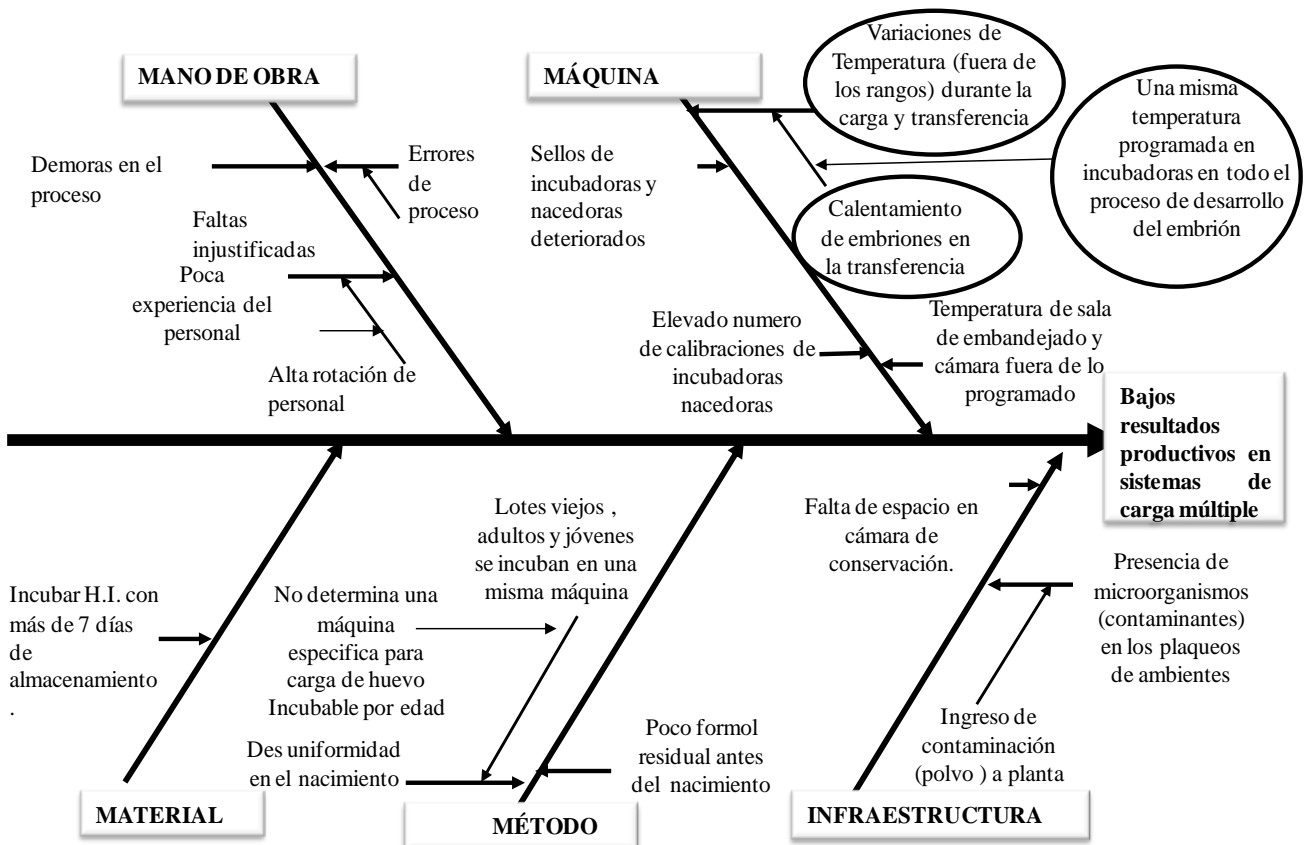 MANO DE OBRA
MÁQUINA
Variaciones de
Temperatura (fuera de
los rangos) durante la
carga y transferencia
Una misma
temperatura
programada en
incubadoras en todo el
proceso de desarrollo
del embrión
Demoras en el
proceso
Errores
de
proceso
Sellos de
incubadoras y
nacedoras
deteriorados
Calentamiento
de embriones en
la transferencia
Faltas
injustificadas
Poca
experiencia del
personal
Alta rotación de
personal
Elevado numero
de calibraciones de
incubadoras
nacedoras
Temperatura de sala
de embandejado y
cámara fuera de lo
programado
Bajos
resultados
productivos en
sistemas de
carga múltiple
Incubar H.I. con
más de 7 días
de
almacenamiento
.
No determina una
máquina
especifica para
carga de huevo
Incubable por edad
Lotes viejos ,
adultos y jóvenes
se incuban en una
misma máquina
Des uniformidad
en el nacimiento
Poco formol
residual antes
del nacimiento
Falta de espacio en
cámara de
conservación.
Presencia de
microorganismos
(contaminantes)
en los plaqueos
de ambientes
Ingreso de
contaminación
(polvo ) a planta
MATERIAL
MÉTODO
INFRAESTRUCTURA